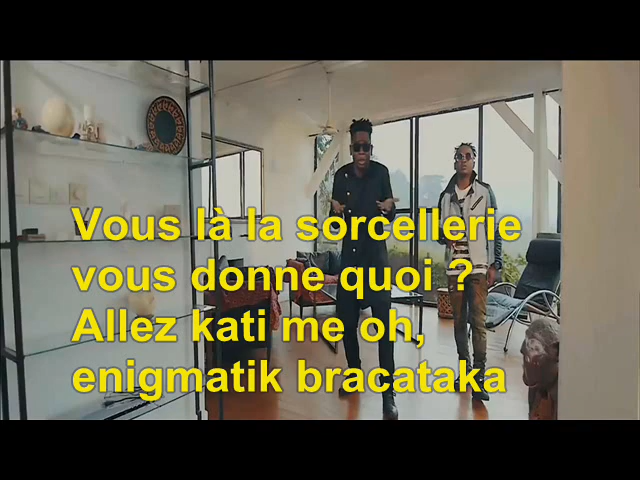 Vous là la sorcellerie
vous donne quoi ?
Allez kati me oh,
enigmatik bracataka